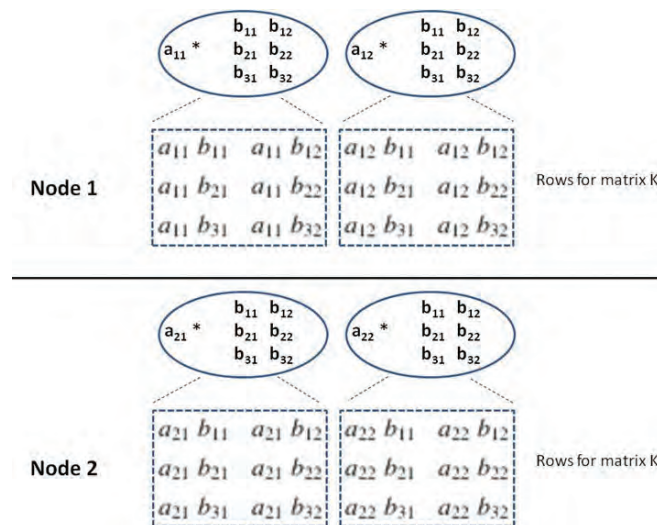 b₁₁ b₁₂ b₁₁ b₁₂
a₁₁ * b₂₁ b₂₂ a₁₂ * b₂₁ b₂₂
b₃₁ b₃₂ b₃₁ b₃₂
a₁₁ b₁₁ a₁₁ b₁₂ a₁₂ b₁₁ a₁₂ b₁₂
Node 1 a₁₁ b₂₁ a₁₁ b₂₂ a₁₂ b₂₁ a₁₂ b₂₂ Rows for matrix K
a₁₁ b₃₁ a₁₁ b₃₂ a₁₂ b₃₁ a₁₂ b₃₂
b₁₁ b₁₂ b₁₁ b₁₂
a₂₁ * b₂₁ b₂₂ a₂₂ * b₂₁ b₂₂
b₃₁ b₃₂ b₃₁ b₃₂
a₂₁ b₁₁ a₂₁ b₁₂ a₂₂ b₁₁ a₂₂ b₁₂
Node 2 a₂₁ b₂₁ a₂₁ b₂₂ a₂₂ b₂₁ a₂₂ b₂₂ Rows for matrix K
a₂₁ b₃₁ a₂₁ b₃₂ a₂₂ b₃₁ a₂₂ b₃₂